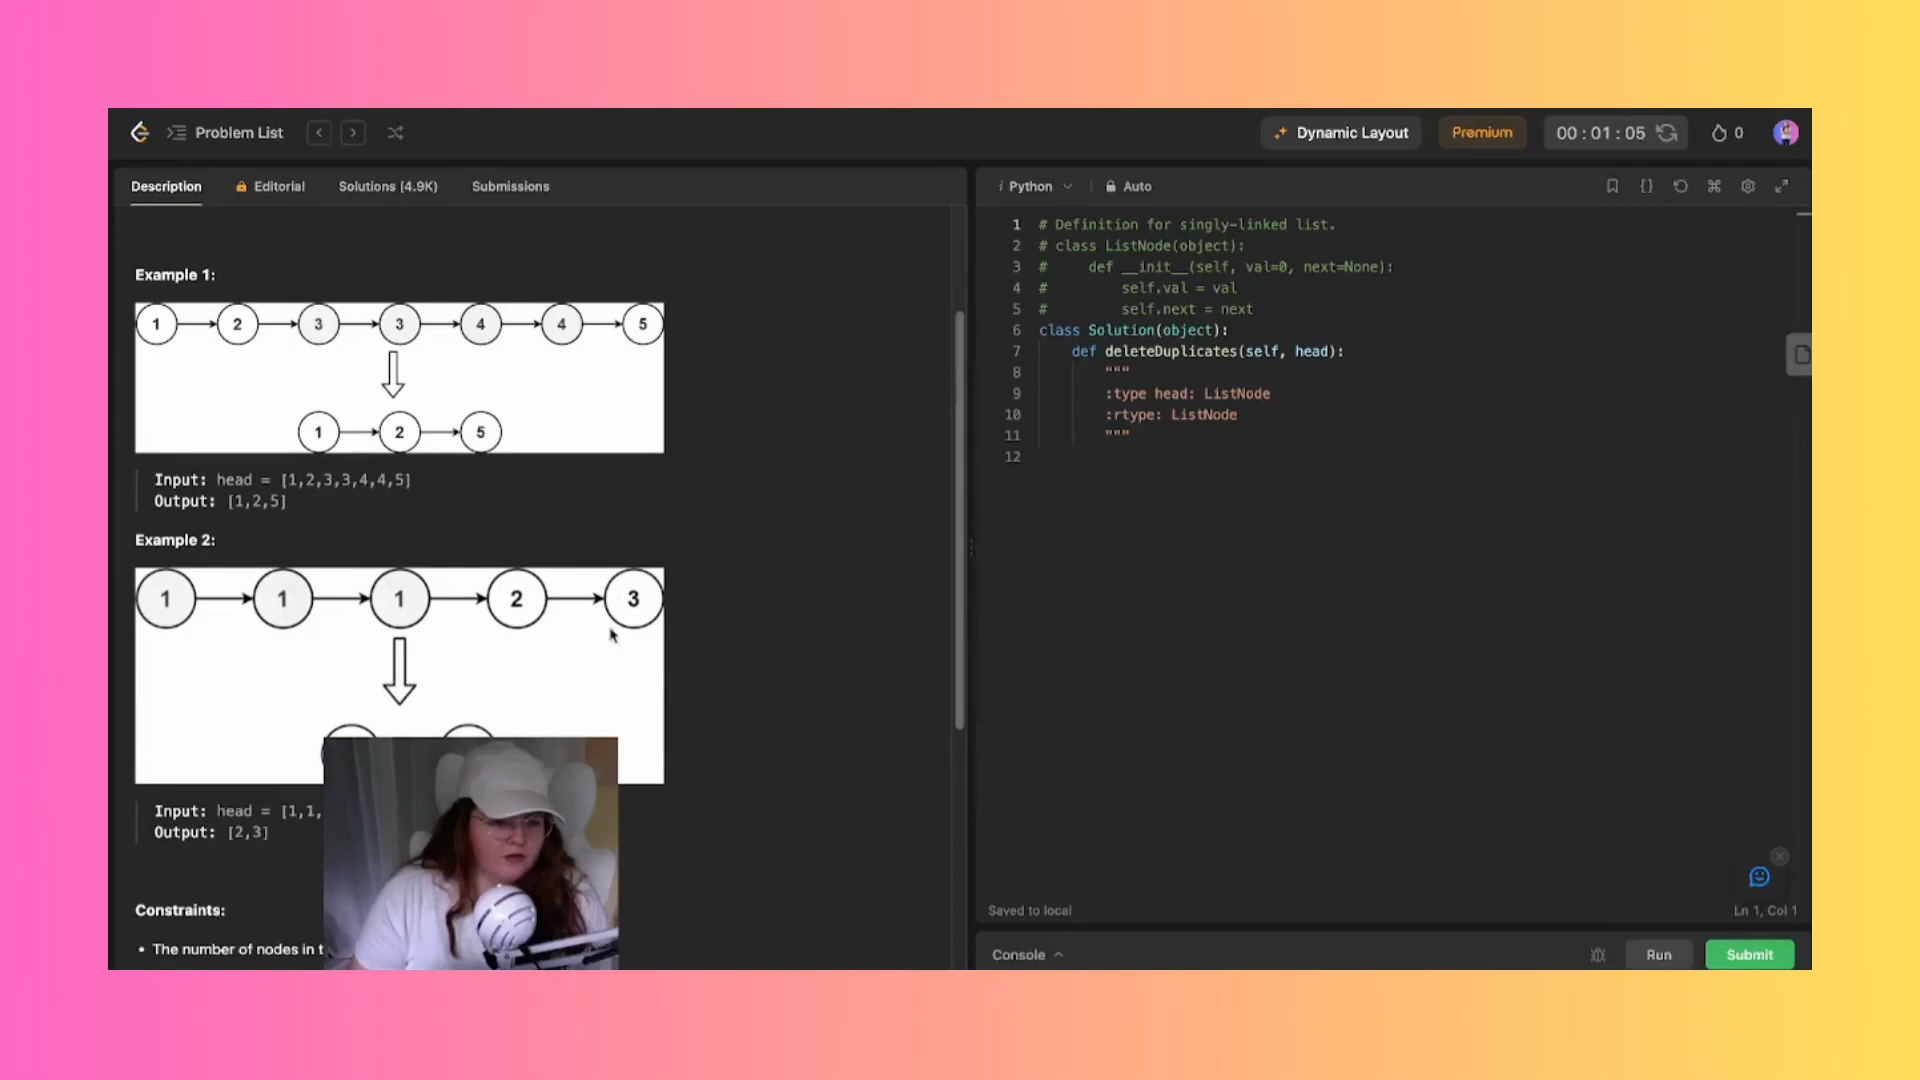 Problem List
Dynamic Layout
Premium
00 : 01 : 05
0
Description
Editorial
Solutions (4.9K)
Submissions
Example 1:
1 2 3 3 4 4 5
1 2 5
Input: head = [1,2,3,3,4,4,5]
Output: [1,2,5]
Example 2:
1 1 1 2 3
Input: head = [1,1,
Output: [2,3]
Constraints:
• The number of nodes in t
i Python
Auto
1 # Definition for singly-linked list.
2 # class ListNode(object):
3 #     def __init__(self, val=0, next=None):
4 #         self.val = val
5 #         self.next = next
6 class Solution(object):
7     def deleteDuplicates(self, head):
8         """
9         :type head: ListNode
10         :rtype: ListNode
11         """
12
Saved to local
Ln 1, Col 1
Console
Run
Submit